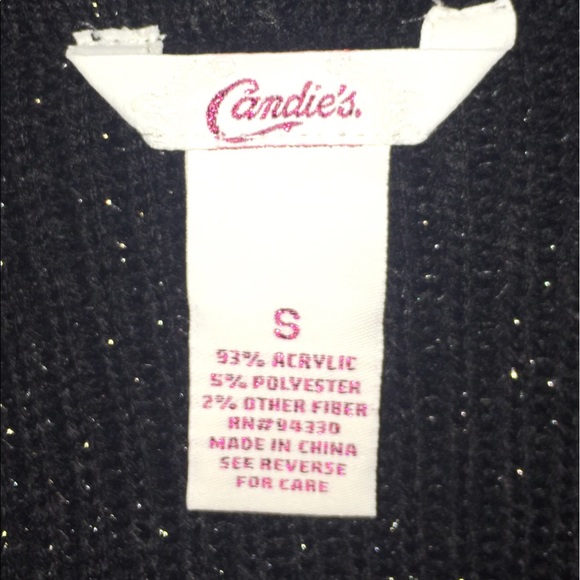 Candie's.
S
93% ACRYLIC
5% POLYESTER
2% OTHER FIBER
RN#94330
MADE IN CHINA
SEE REVERSE
FOR CARE